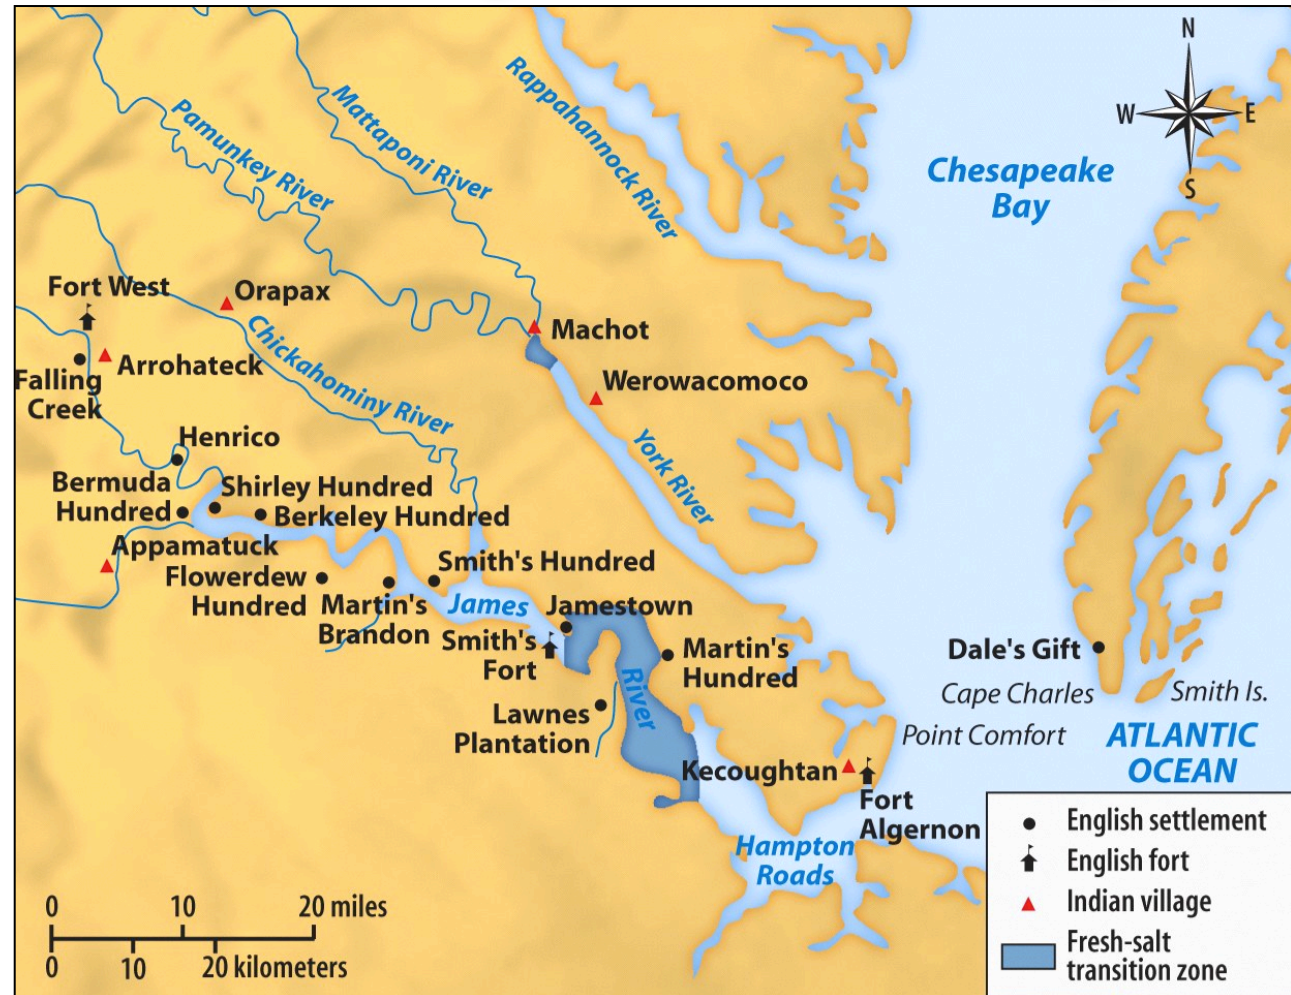 N
W
E
S
Chesapeake
Bay
Rappahannock River
Mattaponi River
Pamunkey River
Fort West
Orapax
Machot
Arrohateck
Falling
Creek
Chickahominy River
Werowacomoco
Henrico
York River
Bermuda
Hundred
Shirley Hundred
Berkeley Hundred
Appamatuck
Flowerdew
Hundred
Smith's Hundred
Martin's
Brandon
James
River
Jamestown
Smith's
Fort
Martin's
Hundred
Dale's Gift
Cape Charles
Smith Is.
Lawnes
Plantation
Point Comfort
ATLANTIC
OCEAN
Kecoughtan
Fort
Algernon
Hampton
Roads
English settlement
English fort
Indian village
Fresh-salt
transition zone
0 10 20 miles
0 10 20 kilometers